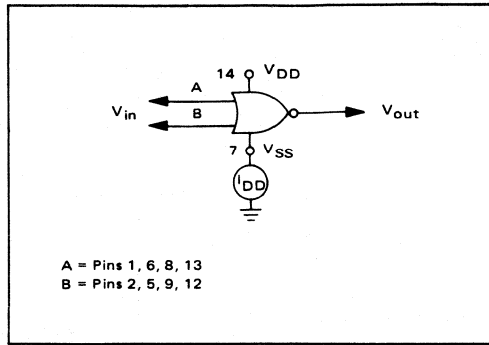 14 VDD
A
Vin
B
Vout
7 VSS
IDD
A = Pins 1, 6, 8, 13
B = Pins 2, 5, 9, 12